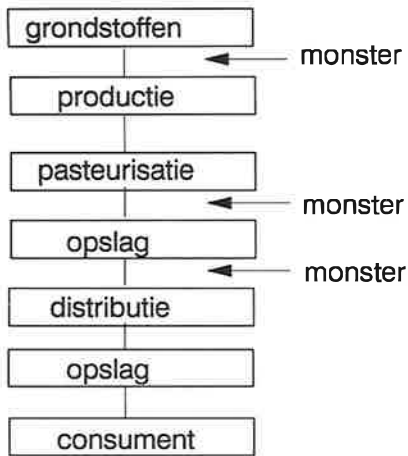 grondstoffen
monster
productie
pasteurisatie
monster
opslag
monster
distributie
opslag
consument